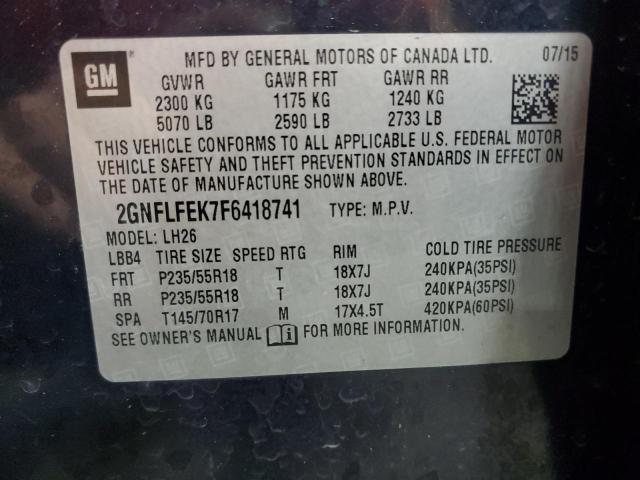 GM
MFD BY GENERAL MOTORS OF CANADA LTD. 07/15
GVWR GAWR FRT GAWR RR
2300 KG 1175 KG 1240 KG
5070 LB 2590 LB 2733 LB
THIS VEHICLE CONFORMS TO ALL APPLICABLE U.S. FEDERAL MOTOR
VEHICLE SAFETY AND THEFT PREVENTION STANDARDS IN EFFECT ON
THE DATE OF MANUFACTURE SHOWN ABOVE.
2GNFLFEK7F6418741 TYPE: M.P.V.
MODEL: LH26
LBB4 TIRE SIZE SPEED RTG RIM COLD TIRE PRESSURE
FRT P235/55R18 T 18X7J 240KPA(35PSI)
RR P235/55R18 T 18X7J 240KPA(35PSI)
SPA T145/70R17 M 17X4.5T 420KPA(60PSI)
SEE OWNER'S MANUAL FOR MORE INFORMATION.